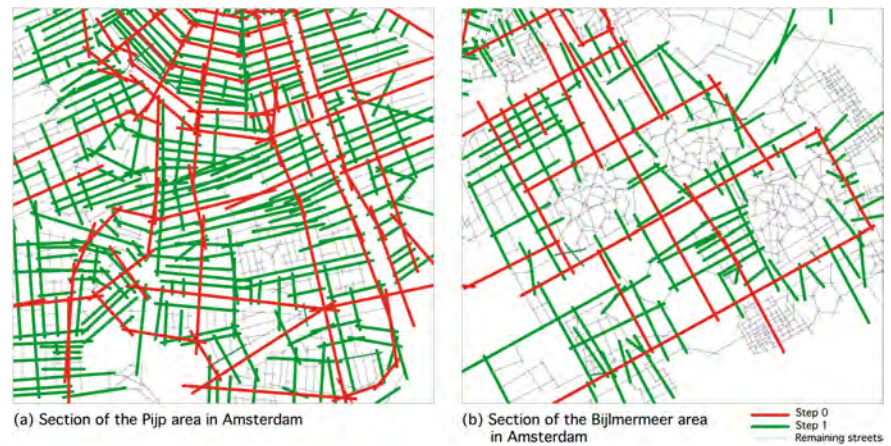 (a) Section of the Pijp area in Amsterdam
(b) Section of the Bijlmermeer area
in Amsterdam
Step 0
Step 1
Remaining streets